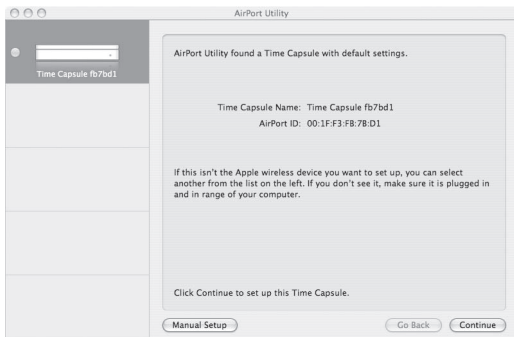 AirPort Utility
Time Capsule fb7bd1
AirPort Utility found a Time Capsule with default settings.
Time Capsule Name: Time Capsule fb7bd1
AirPort ID: 00:1F:F3:FB:7B:D1
If this isn't the Apple wireless device you want to set up, you can select
another from the list on the left. If you don't see it, make sure it is plugged in
and in range of your computer.
Click Continue to set up this Time Capsule.
Manual Setup
Go Back
Continue